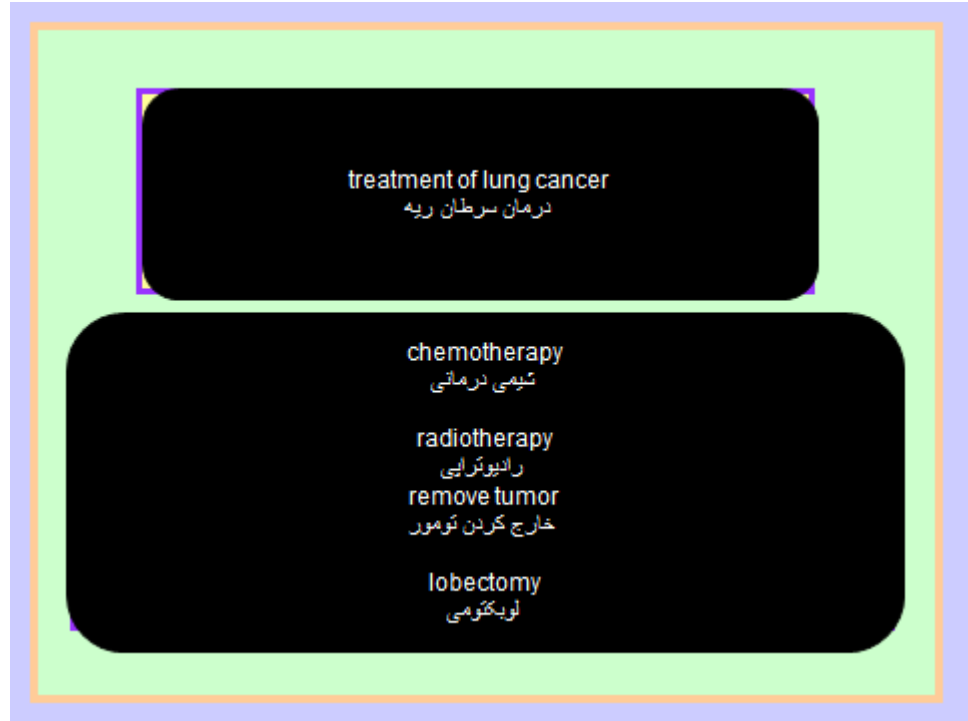 treatment of lung cancer
درمان سرطان ریه
chemotherapy
شیمی درمانی
radiotherapy
رادیوتراپی
remove tumor
خارج کردن تومور
lobectomy
لوبکتومی